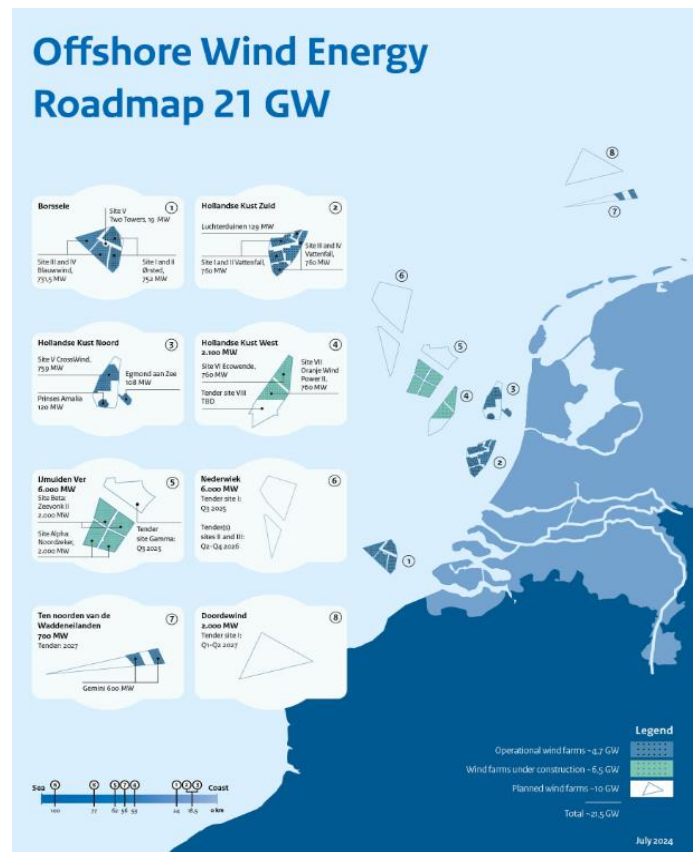 Offshore Wind Energy
Roadmap 21 GW
8
7
6
5
4
3
2
1
Borssele
1
Site V
Two Towers, 19 MW
Site III and IV
Blauwwind,
731,5 MW
Site I and II
Ørsted,
752 MW
Hollandse Kust Zuid
2
Luchterduinen 129 MW
Site I and II Vattenfall,
760 MW
Site III and IV
Vattenfall,
760 MW
Hollandse Kust Noord
3
Site V CrossWind,
759 MW
Egmond aan Zee
108 MW
Prinses Amalia
120 MW
Hollandse Kust West
2.100 MW
4
Site VI Ecowende,
760 MW
Site VII
Oranje Wind
Power II,
760 MW
Tender site VIII
TBD
IJmuiden Ver
6.000 MW
5
Site Beta:
Zeevonk II
2.000 MW
Site Alpha:
Noordzeker,
2.000 MW
Tender
site Gamma:
Q3 2025
Nederwiek
6.000 MW
6
Tender site I:
Q3 2025
Tender(s)
sites II and III:
Q2-Q4 2026
Ten noorden van de
Waddeneilanden
700 MW
7
Tender: 2027
Gemini 600 MW
Doordewind
2.000 MW
8
Tender site I:
Q1-Q2 2027
Sea
Coast
100
77
62
56
53
24
18,5
0 km
Legend
Operational wind farms ~4,7 GW
Wind farms under construction ~6,5 GW
Planned wind farms ~10 GW
Total ~21,5 GW
July 2024